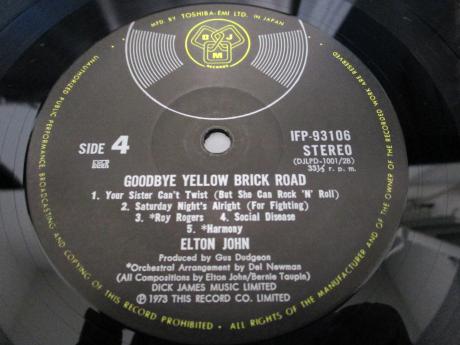 MFD. BY TOSHIBA-EMI LTD. IN JAPAN.
UNAUTHORIZED PUBLIC PERFORMANCE, BROADCASTING AND COPYING OF THIS RECORD PROHIBITED • ALL RIGHTS OF THE MANUFACTURER AND OF THE OWNER OF THE RECORDED WORK ARE RESERVED
DJM
RECORDS
SIDE 4
IFP-93106
STEREO
(DJLPD-1001/2B)
33⅓ r. p. m.
GOODBYE YELLOW BRICK ROAD
1. Your Sister Can't Twist (But She Can Rock 'N' Roll)
2. Saturday Night's Alright (For Fighting)
3. *Roy Rogers 4. Social Disease
5. *Harmony
ELTON JOHN
Produced by Gus Dudgeon
*Orchestral Arrangement by Del Newman
(All Compositions by Elton John/Bernie Taupin)
DICK JAMES MUSIC LIMITED
Ⓟ1973 THIS RECORD CO. LIMITED